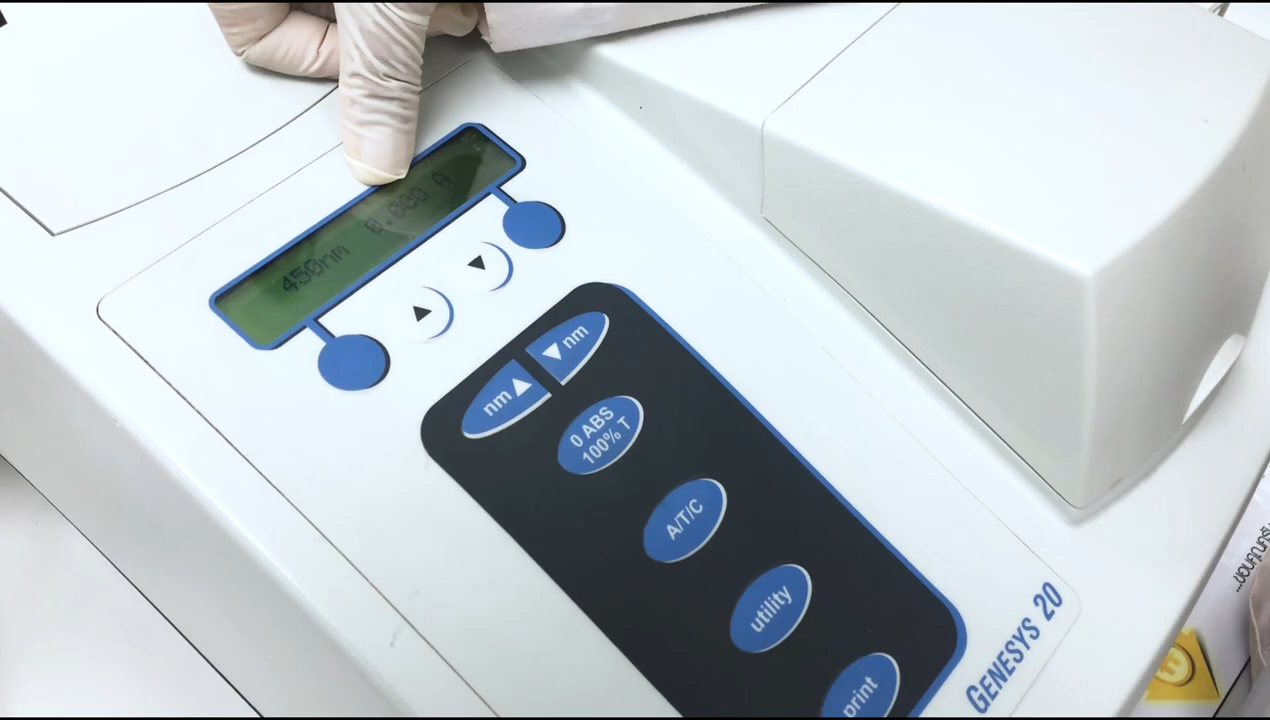 450nm 0.000 A
nm▲
▼nm
0 ABS
100% T
A/T/C
utility
print
GENESYS 20